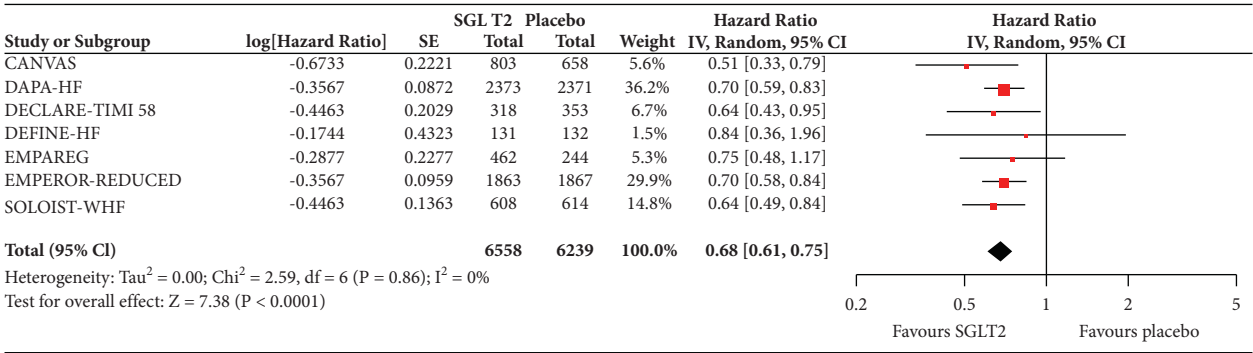 SGL T2 Placebo Hazard Ratio Hazard Ratio
Study or Subgroup log[Hazard Ratio] SE Total Total Weight IV, Random, 95% CI IV, Random, 95% CI
CANVAS -0.6733 0.2221 803 658 5.6% 0.51 [0.33, 0.79]
DAPA-HF -0.3567 0.0872 2373 2371 36.2% 0.70 [0.59, 0.83]
DECLARE-TIMI 58 -0.4463 0.2029 318 353 6.7% 0.64 [0.43, 0.95]
DEFINE-HF -0.1744 0.4323 131 132 1.5% 0.84 [0.36, 1.96]
EMPAREG -0.2877 0.2277 462 244 5.3% 0.75 [0.48, 1.17]
EMPEROR-REDUCED -0.3567 0.0959 1863 1867 29.9% 0.70 [0.58, 0.84]
SOLOIST-WHF -0.4463 0.1363 608 614 14.8% 0.64 [0.49, 0.84]
Total (95% Cl) 6558 6239 100.0% 0.68 [0.61, 0.75]
Heterogeneity: Tau² = 0.00; Chi² = 2.59, df = 6 (P = 0.86); I² = 0%
Test for overall effect: Z = 7.38 (P < 0.0001)
0.2 0.5 1 2 5
Favours SGLT2 Favours placebo